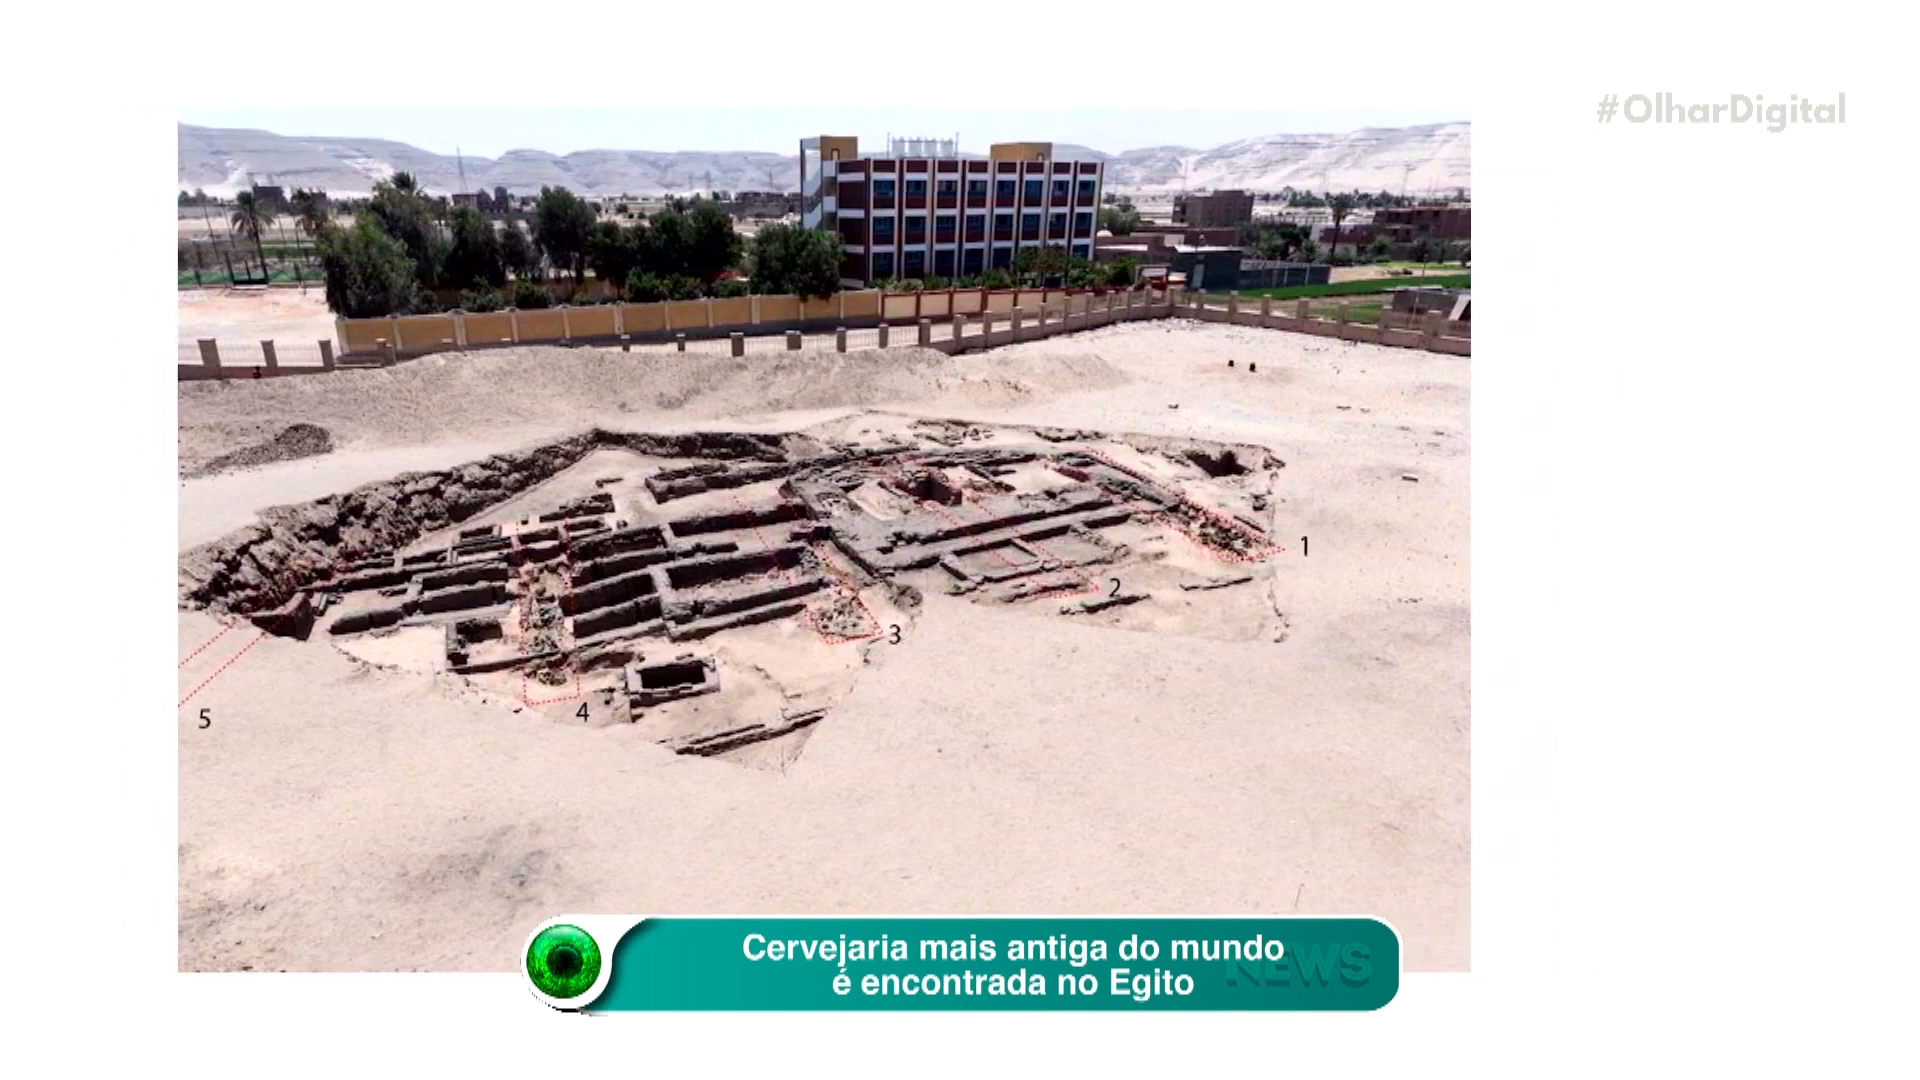 #OlharDigital
1
2
3
4
5
Cervejaria mais antiga do mundo
é encontrada no Egito
NEWS